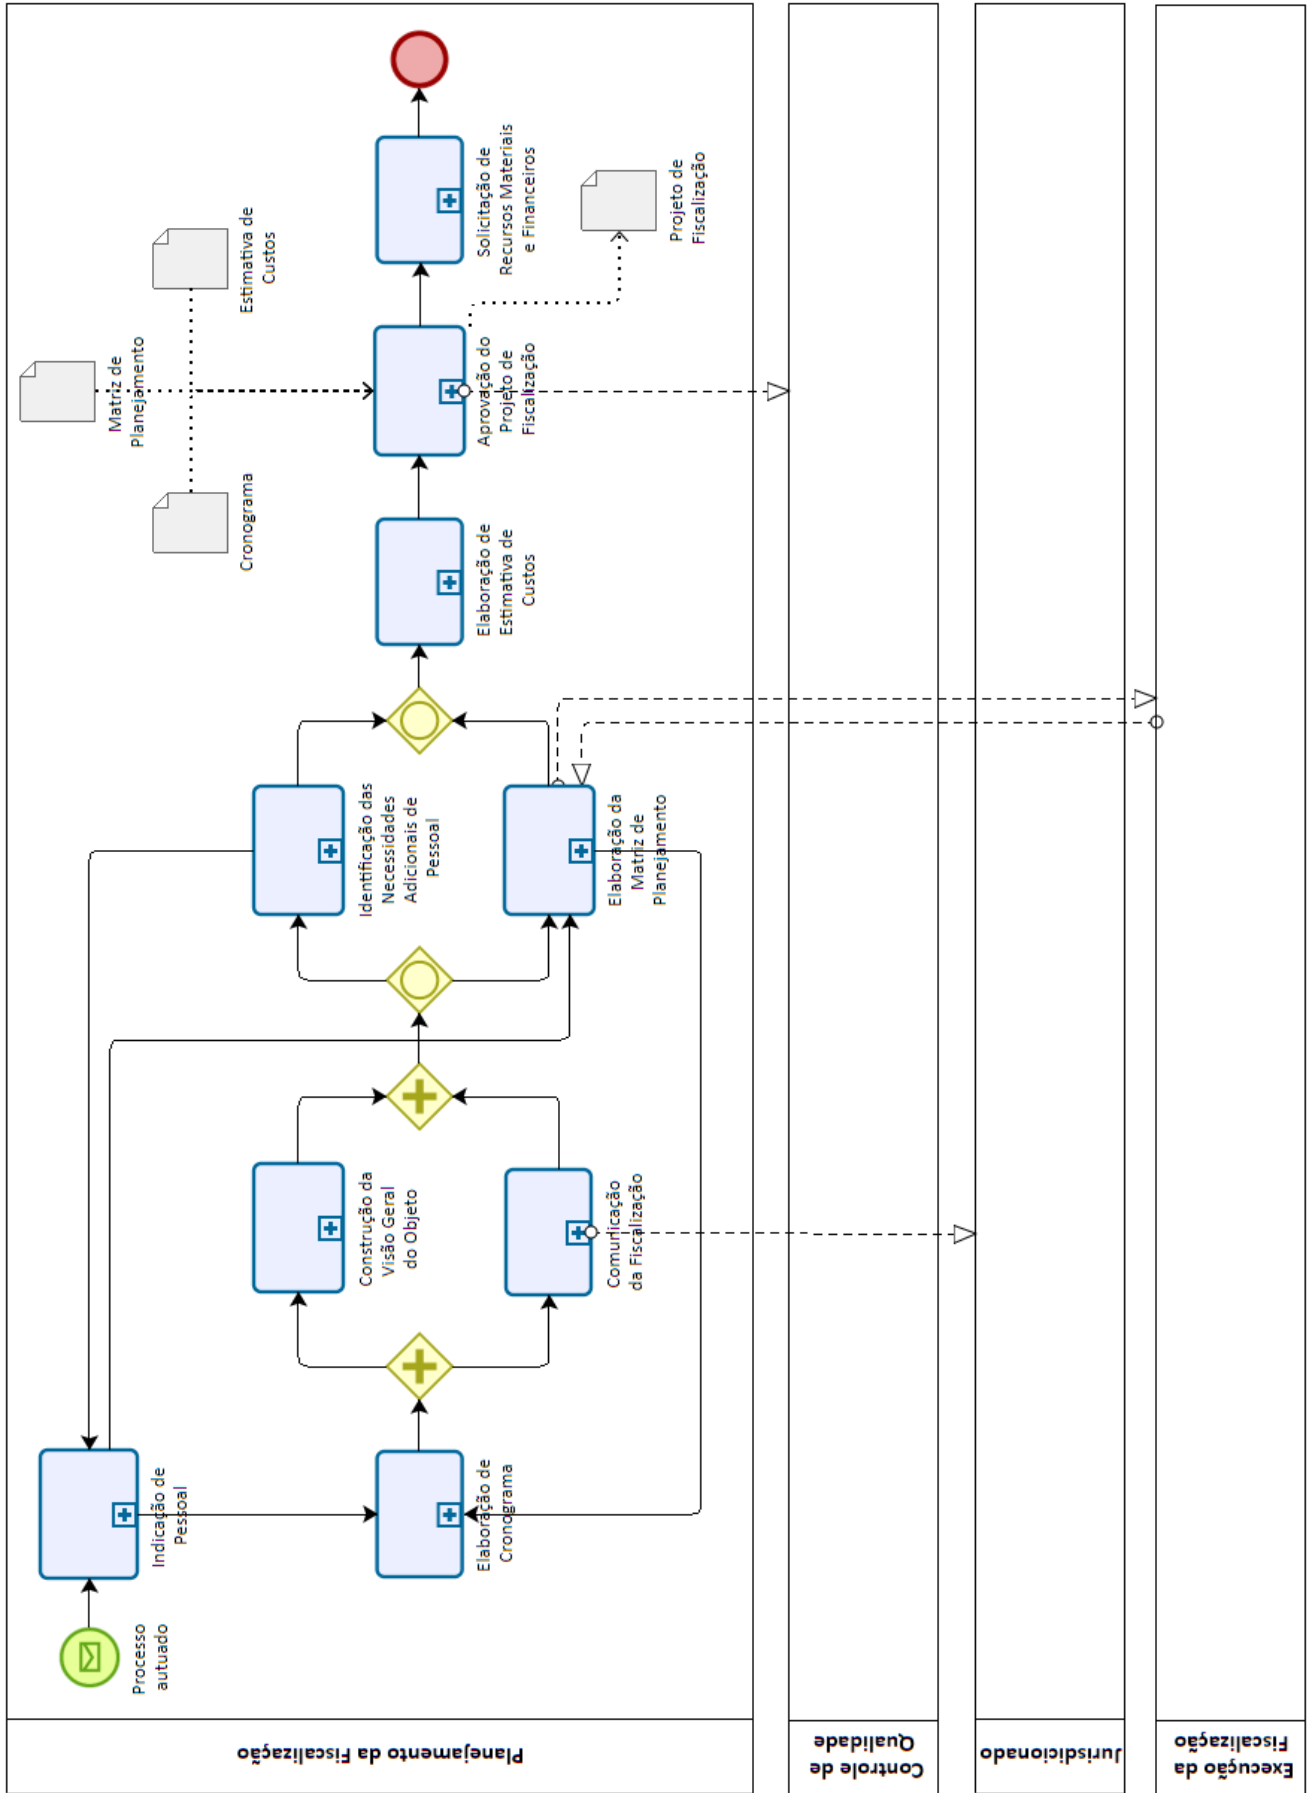 Planejamento da Fiscalização
Processo
autuado
Indicação de
Pessoal
Elaboração de
Cronograma
Construção da
Visão Geral
do Objeto
Comunicação
da Fiscalização
Identificação das
Necessidades
Adicionais de
Pessoal
Elaboração da
Matriz de
Planejamento
Elaboração de
Estimativa de
Custos
Cronograma
Matriz de
Planejamento
Estimativa de
Custos
Aprovação do
Projeto de
Fiscalização
Solicitação de
Recursos Materiais
e Financeiros
Projeto de
Fiscalização
Controle de
Qualidade
Jurisdicionado
Execução da
Fiscalização